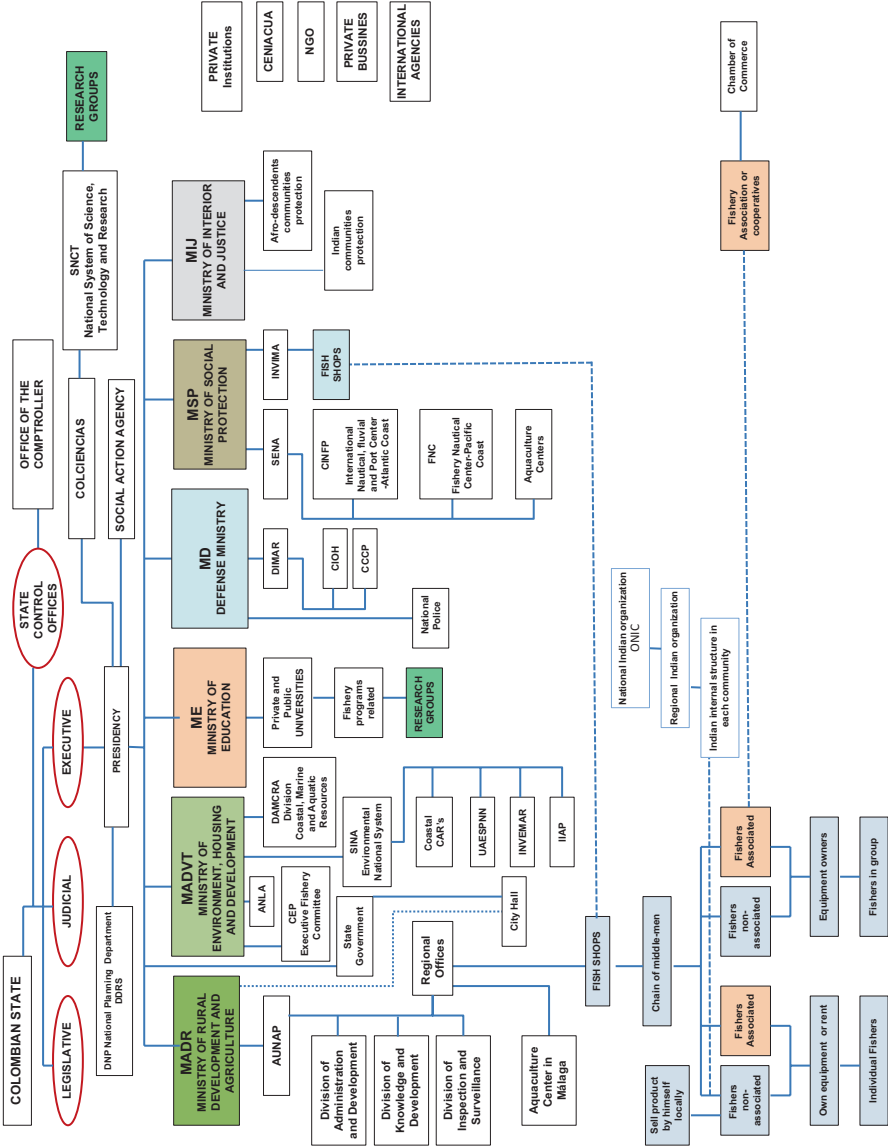 COLOMBIAN STATE
LEGISLATIVE
JUDICIAL
EXECUTIVE
STATE
CONTROL
OFFICES
OFFICE OF THE
COMPTROLLER
DNP National Planning Department
DDRS
PRESIDENCY
COLCIENCIAS
SOCIAL ACTION AGENCY
SNCT
National System of Science,
Technology and Research
RESEARCH
GROUPS
MADR
MINISTRY OF RURAL
DEVELOPMENT AND
AGRICULTURE
MADVT
MINISTRY OF
ENVIRONMENT, HOUSING
AND DEVELOPMENT
ME
MINISTRY OF
EDUCATION
MD
DEFENSE MINISTRY
MSP
MINISTRY OF SOCIAL
PROTECTION
MIJ
MINISTRY OF INTERIOR
AND JUSTICE
PRIVATE
Institutions
CENIACUA
NGO
PRIVATE
BUSSINES
INTERNATIONAL
AGENCIES
AUNAP
Division of
Administration
and Development
Division of
Knowledge and
Development
Division of
Inspection and
Surveillance
Regional
Offices
Aquaculture
Center in
Málaga
ANLA
CEP
Executive Fishery
Committee
State
Government
City Hall
DAMCRA
Division
Coastal, Marine
and Aquatic
Resources
SINA
Environmental
National System
Coastal
CAR's
UAESPNN
INVEMAR
IIAP
Private and
Public
UNIVERSITIES
Fishery
programs
related
RESEARCH
GROUPS
DIMAR
CIOH
CCCP
National
Police
SENA
CINFP
International
Nautical, fluvial
and Port Center
-Atlantic Coast
FNC
Fishery Nautical
Center-Pacific
Coast
Aquaculture
Centers
INVIMA
FISH
SHOPS
Afro-descendents
communities
protection
Indian
communities
protection
FISH SHOPS
Chain of middle-men
National Indian organization
ONIC
Regional Indian organization
Indian internal structure in
each community
Sell product
by himself
locally
Fishers
non-
associated
Fishers
Associated
Fishers
non-
associated
Fishers
Associated
Fishery
Association or
cooperatives
Chamber of
Commerce
Own equipment or rent
Equipment owners
Individual Fishers
Fishers in group